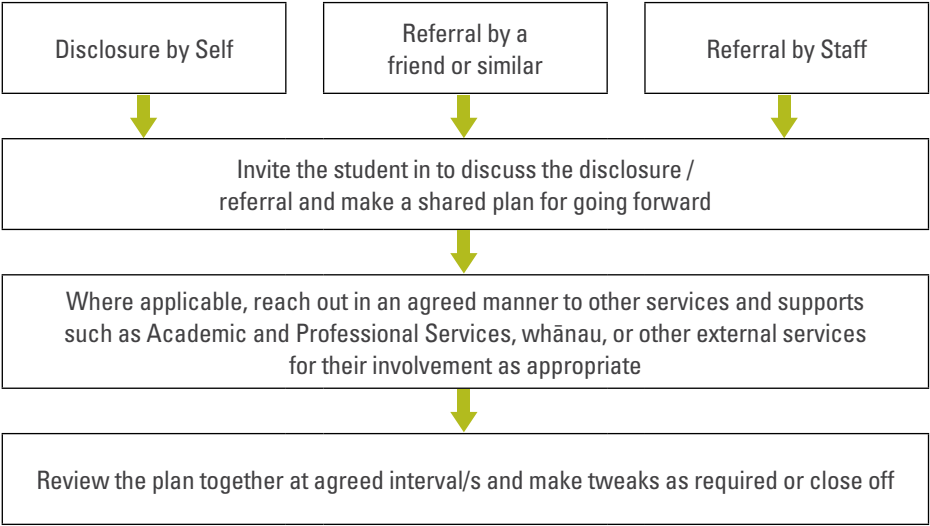 Disclosure by Self
Referral by a
friend or similar
Referral by Staff
Invite the student in to discuss the disclosure /
referral and make a shared plan for going forward
Where applicable, reach out in an agreed manner to other services and supports
such as Academic and Professional Services, whānau, or other external services
for their involvement as appropriate
Review the plan together at agreed interval/s and make tweaks as required or close off